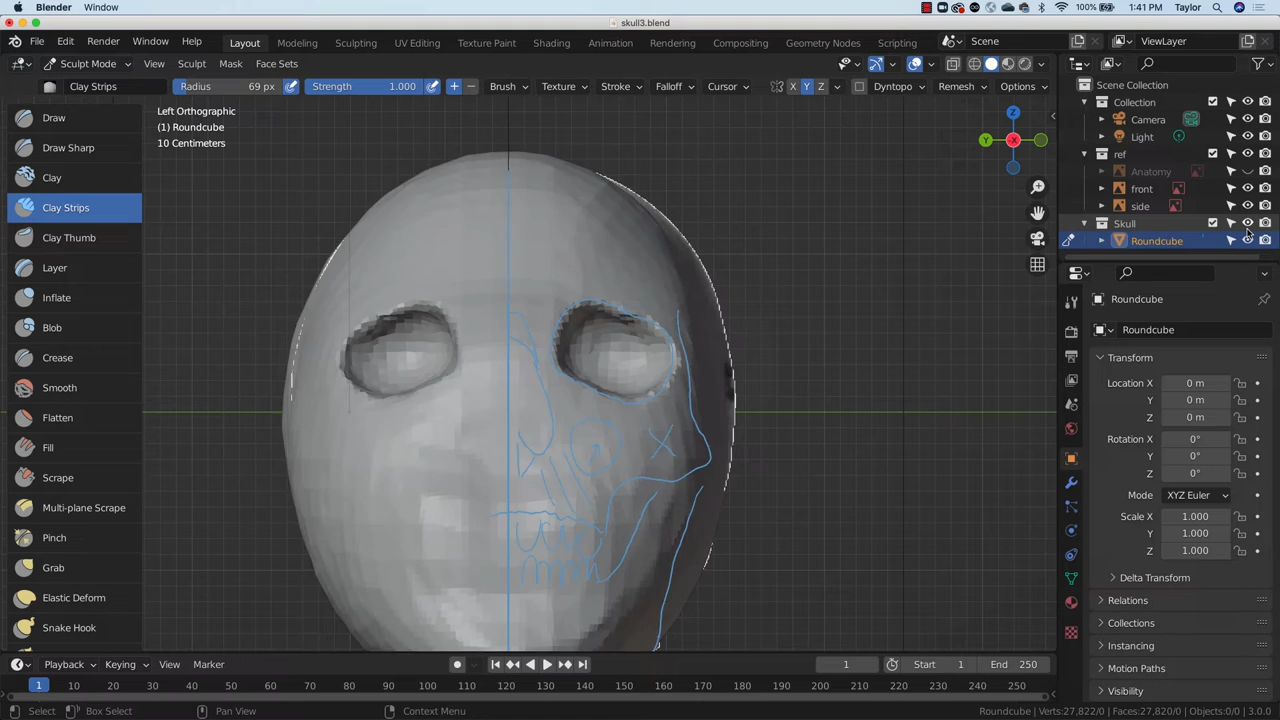 Blender Window 100% 1:41 PM Taylor
skull3.blend
File Edit Render Window Help Layout Modeling Sculpting UV Editing Texture Paint Shading Animation Rendering Compositing Geometry Nodes Scripting Scene ViewLayer
Sculpt Mode View Sculpt Mask Face Sets
Clay Strips Radius 69 px Strength 1.000 Brush Texture Stroke Falloff Cursor X Y Z Dyntopo Remesh Options
Left Orthographic
(1) Roundcube
10 Centimeters
Draw
Draw Sharp
Clay
Clay Strips
Clay Thumb
Layer
Inflate
Blob
Crease
Smooth
Flatten
Fill
Scrape
Multi-plane Scrape
Pinch
Grab
Elastic Deform
Snake Hook
Z
Y
X
Scene Collection
Collection
Camera
Light
ref
Anatomy
front
side
Skull
Roundcube
Roundcube
Roundcube
Transform
Location X 0 m
Y 0 m
Z 0 m
Rotation X 0°
Y 0°
Z 0°
Mode XYZ Euler
Scale X 1.000
Y 1.000
Z 1.000
Delta Transform
Relations
Collections
Instancing
Motion Paths
Visibility
Playback Keying View Marker 1 Start 1 End 250
1 10 20 30 40 50 60 70 80 90 100 110 120 130 140 150 160 170 180 190 200 210 220 230 240 250
Select Box Select Pan View Context Menu Roundcube | Verts:27,822/0 | Faces:27,820/0 | Objects:0/0 | 3.0.0